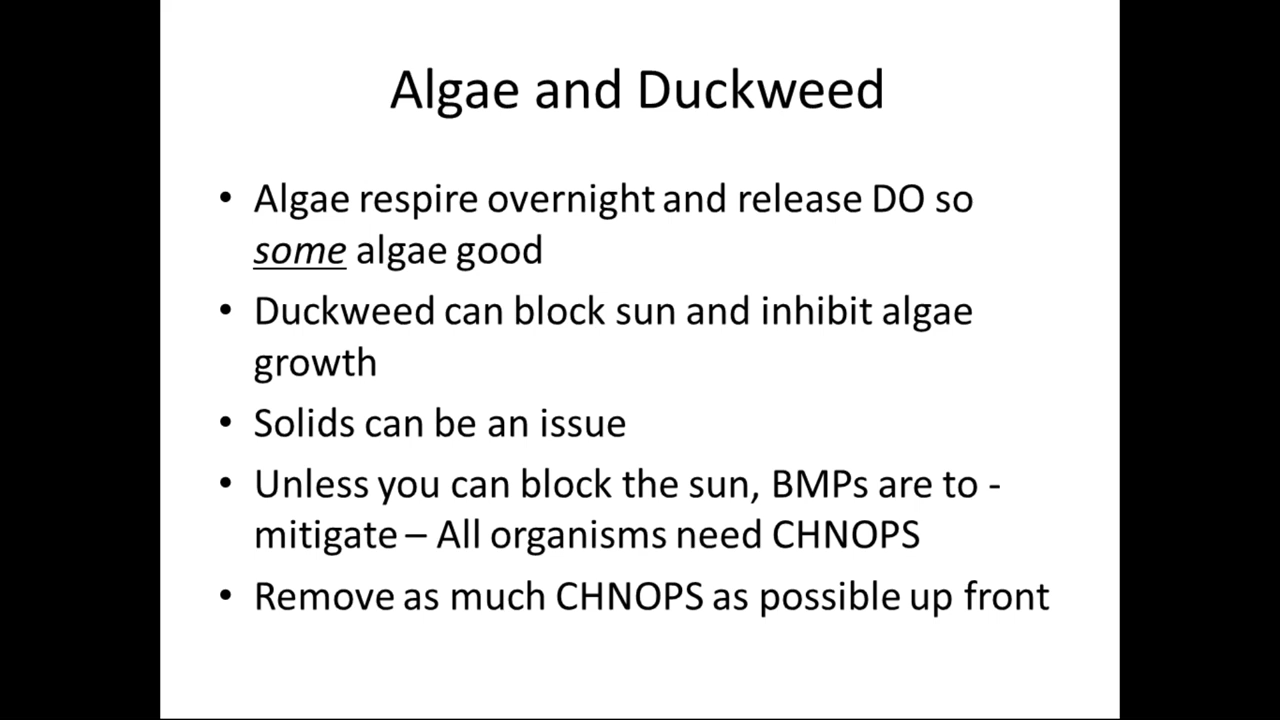 Algae and Duckweed
• Algae respire overnight and release DO so
some algae good
• Duckweed can block sun and inhibit algae
growth
• Solids can be an issue
• Unless you can block the sun, BMPs are to -
mitigate – All organisms need CHNOPS
• Remove as much CHNOPS as possible up front